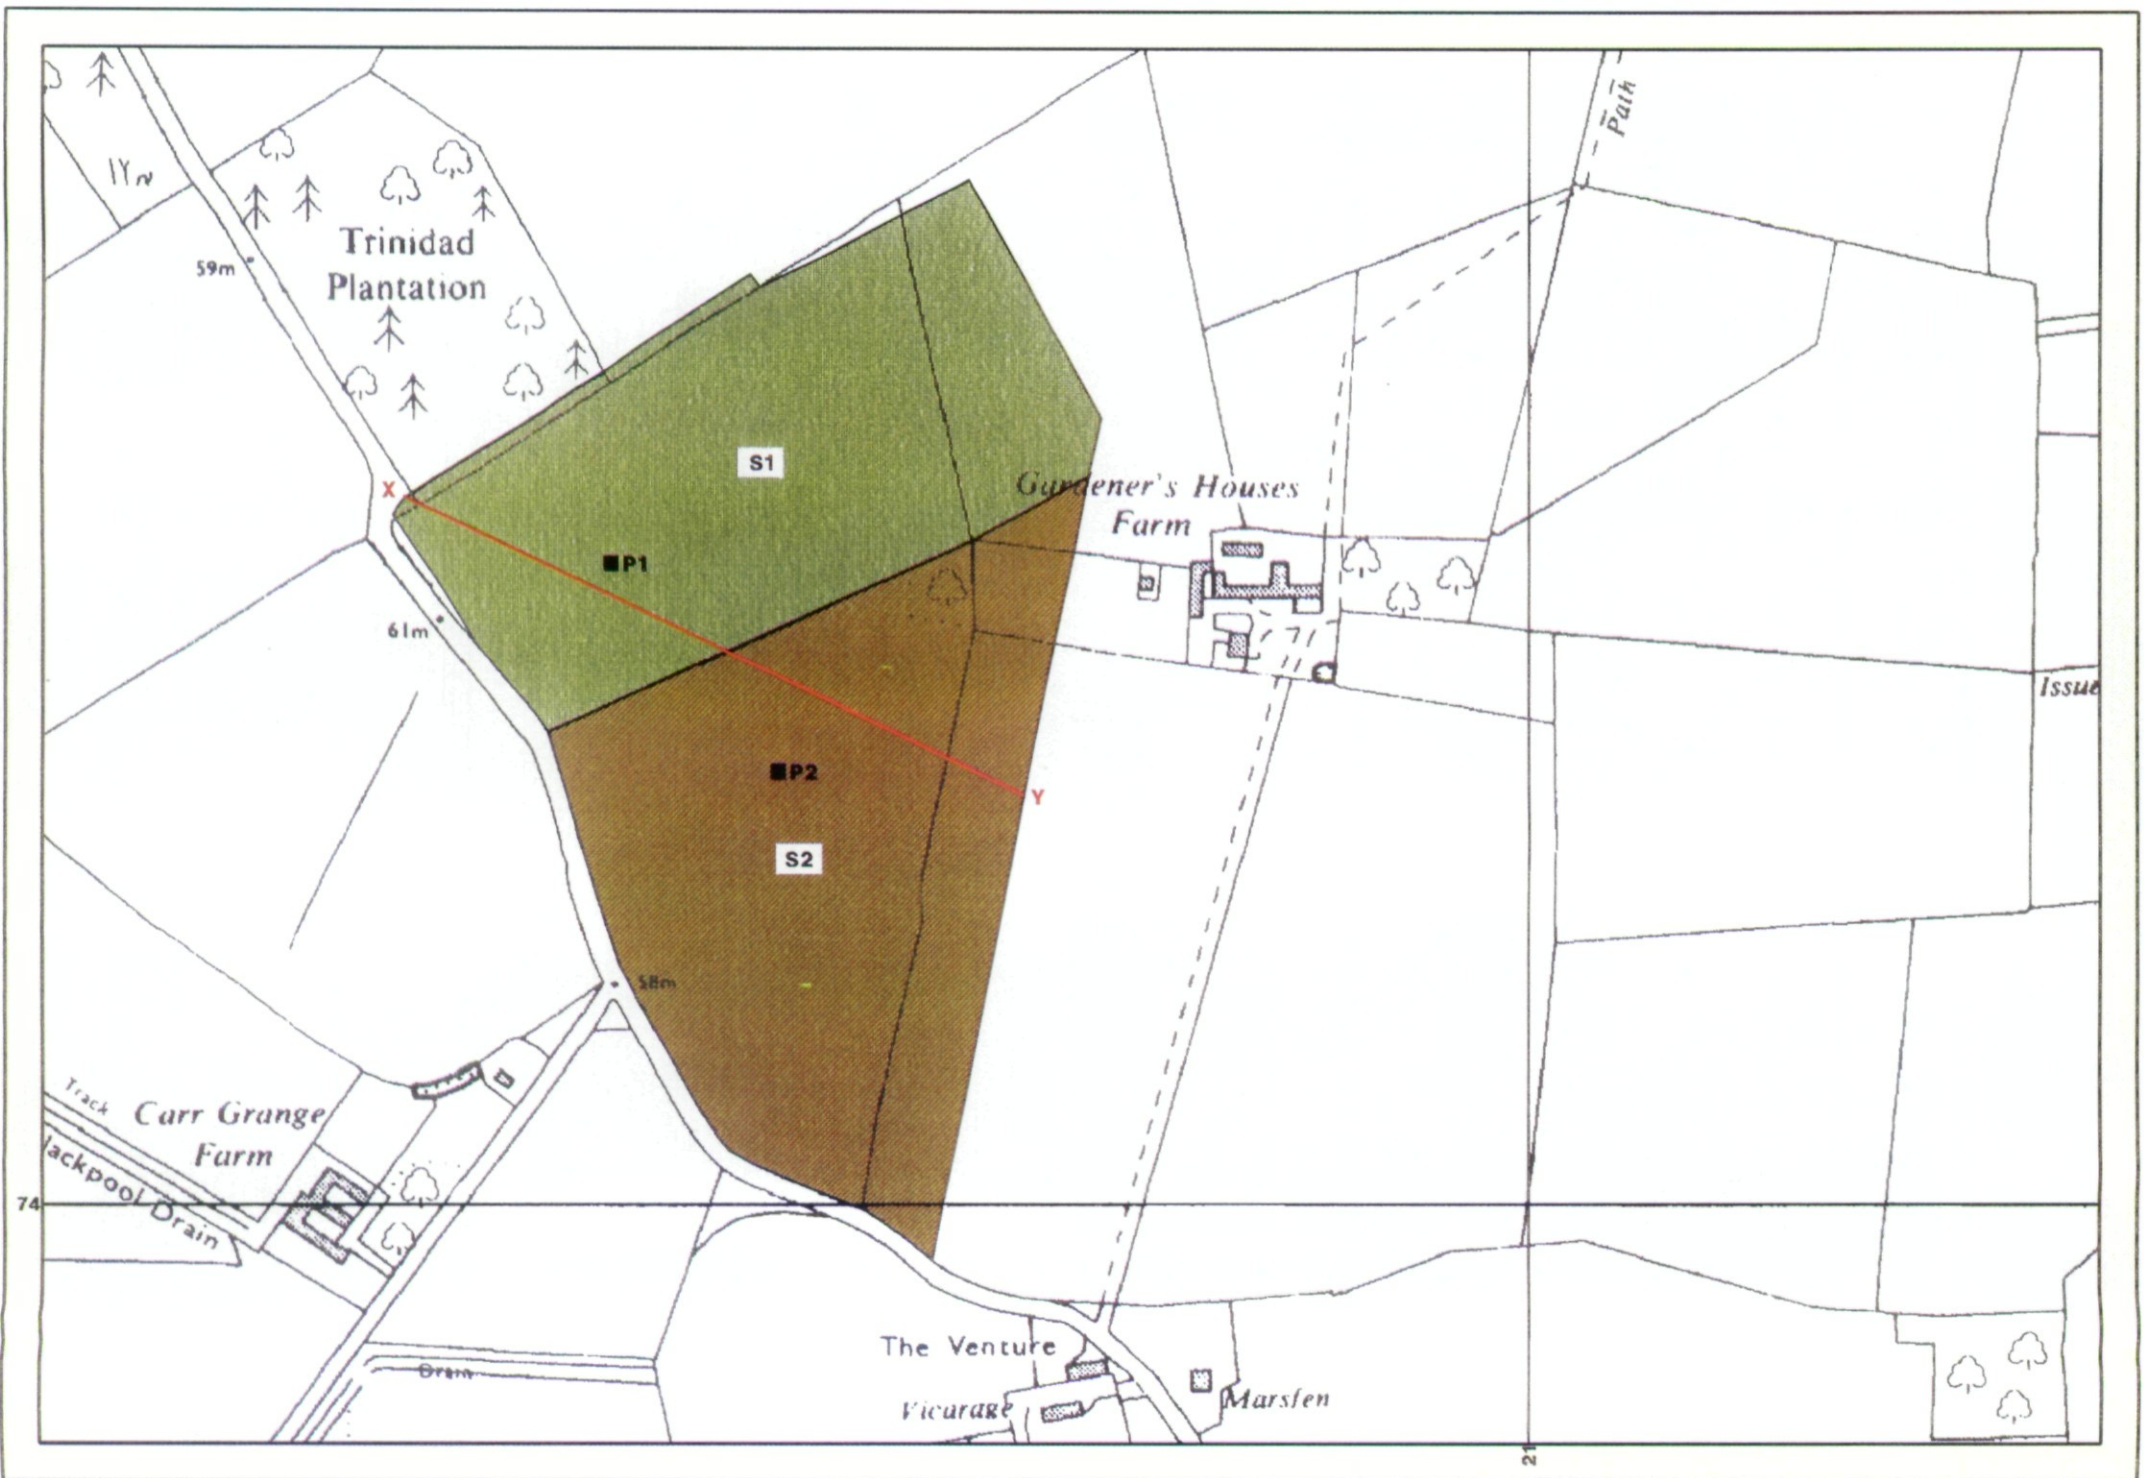 Path
Trinidad
Plantation
59m
S1
X
Gardener's Houses
Farm
P1
61m
Issue
P2
Y
S2
58m
Track
Carr Grange
Farm
lackpool Drain
74
The Venture
Drain
Vicarage
Marsfen
21